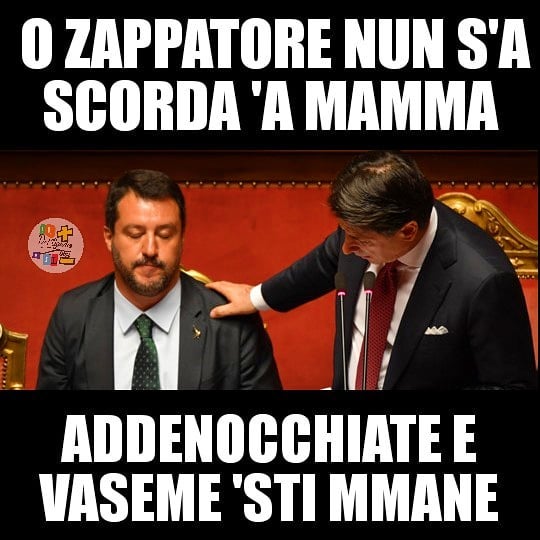 O ZAPPATORE NUN S'A
SCORDA 'A MAMMA
ADDENOCCHIATE E
VASEME 'STI MMANE